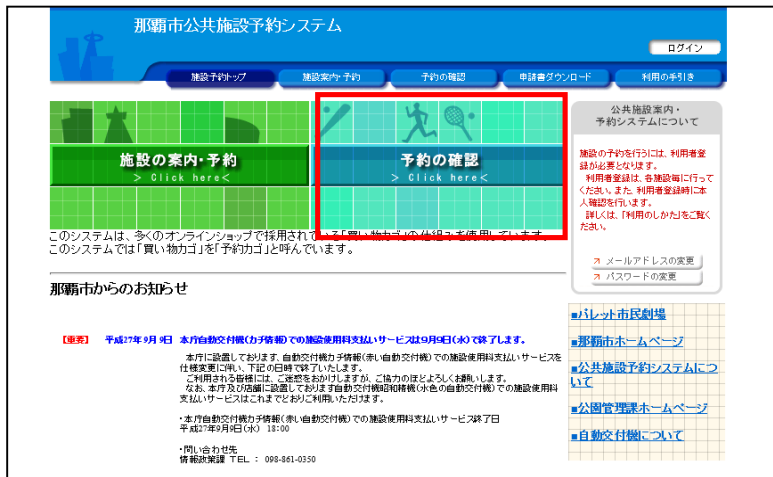 那覇市公共施設予約システム
ログイン
施設予約トップ
施設案内・予約
予約の確認
申請書ダウンロード
利用の手引き
施設の案内・予約
> Click here<
予約の確認
> Click here<
このシステムは、多くのオンラインショップで採用されている「買い物カゴ」の仕組みを使用しています。
このシステムでは「買い物カゴ」を「予約カゴ」と呼んでいます。
那覇市からのお知らせ
【重要】 平成27年9月9日 本庁自動交付機(カチ情報)での施設使用料支払いサービスは9月9日(水)で終了します。
本庁に設置しております、自動交付機カチ情報(赤い自動交付機)での施設使用料支払いサービスを
仕様変更に伴い、下記の日時で終了いたします。
ご利用される皆様には、ご迷惑をおかけしますが、ご協力のほどよろしくお願いします。
なお、本庁及び店舗に設置しております自動交付機昭和精機(水色の自動交付機)での施設使用料
支払いサービスはこれまでどおりご利用いただけます。
・本庁自動交付機カチ情報(赤い自動交付機)での施設使用料支払いサービス終了日
平成27年9月9日(水) 18:00
・問い合わせ先
情報政策課 TEL : 098-861-0350
公共施設案内・
予約システムについて
施設の予約を行うには、利用者登
録が必要となります。
利用者登録は、各施設毎に行って
ください。また、利用者登録時に本
人確認を行います。
詳しくは、「利用のしかた」をご覧く
ださい。
メールアドレスの変更
パスワードの変更
■パレット市民劇場
■那覇市ホームページ
■公共施設予約システムにつ
いて
■公園管理課ホームページ
■自動交付機について